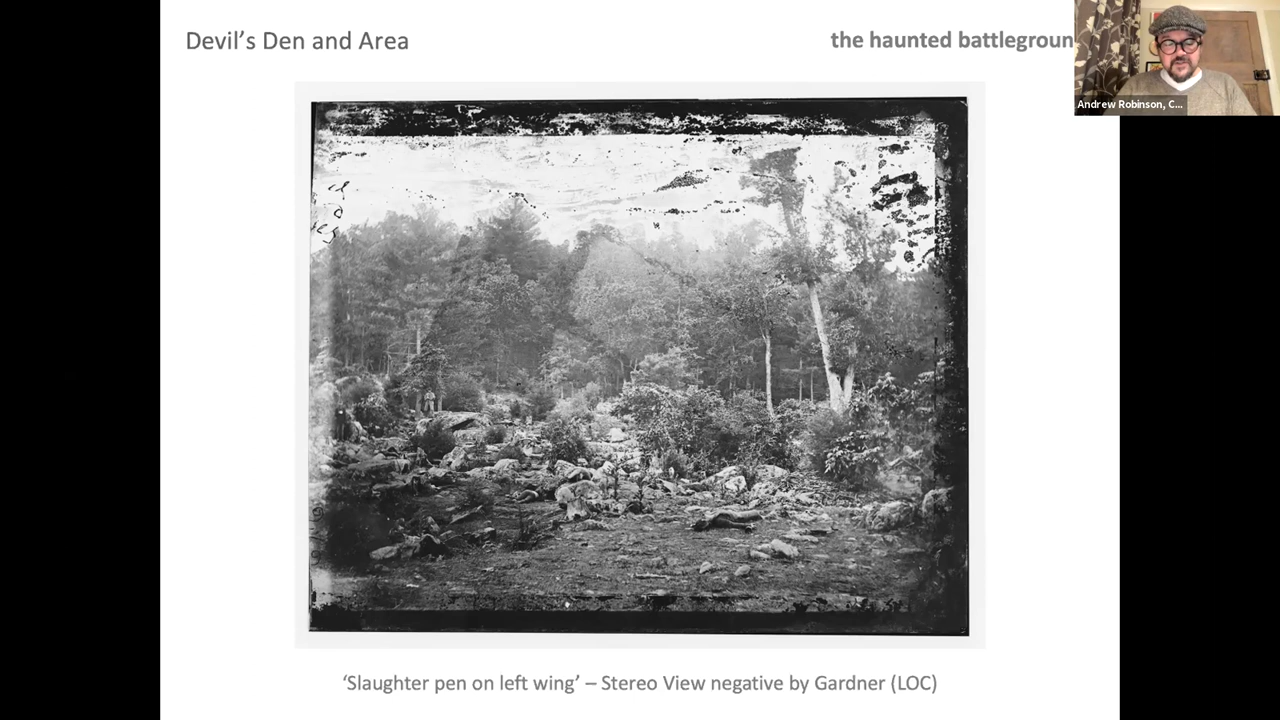 Devil’s Den and Area
the haunted battlegroun
Andrew Robinson, C...
‘Slaughter pen on left wing’ – Stereo View negative by Gardner (LOC)